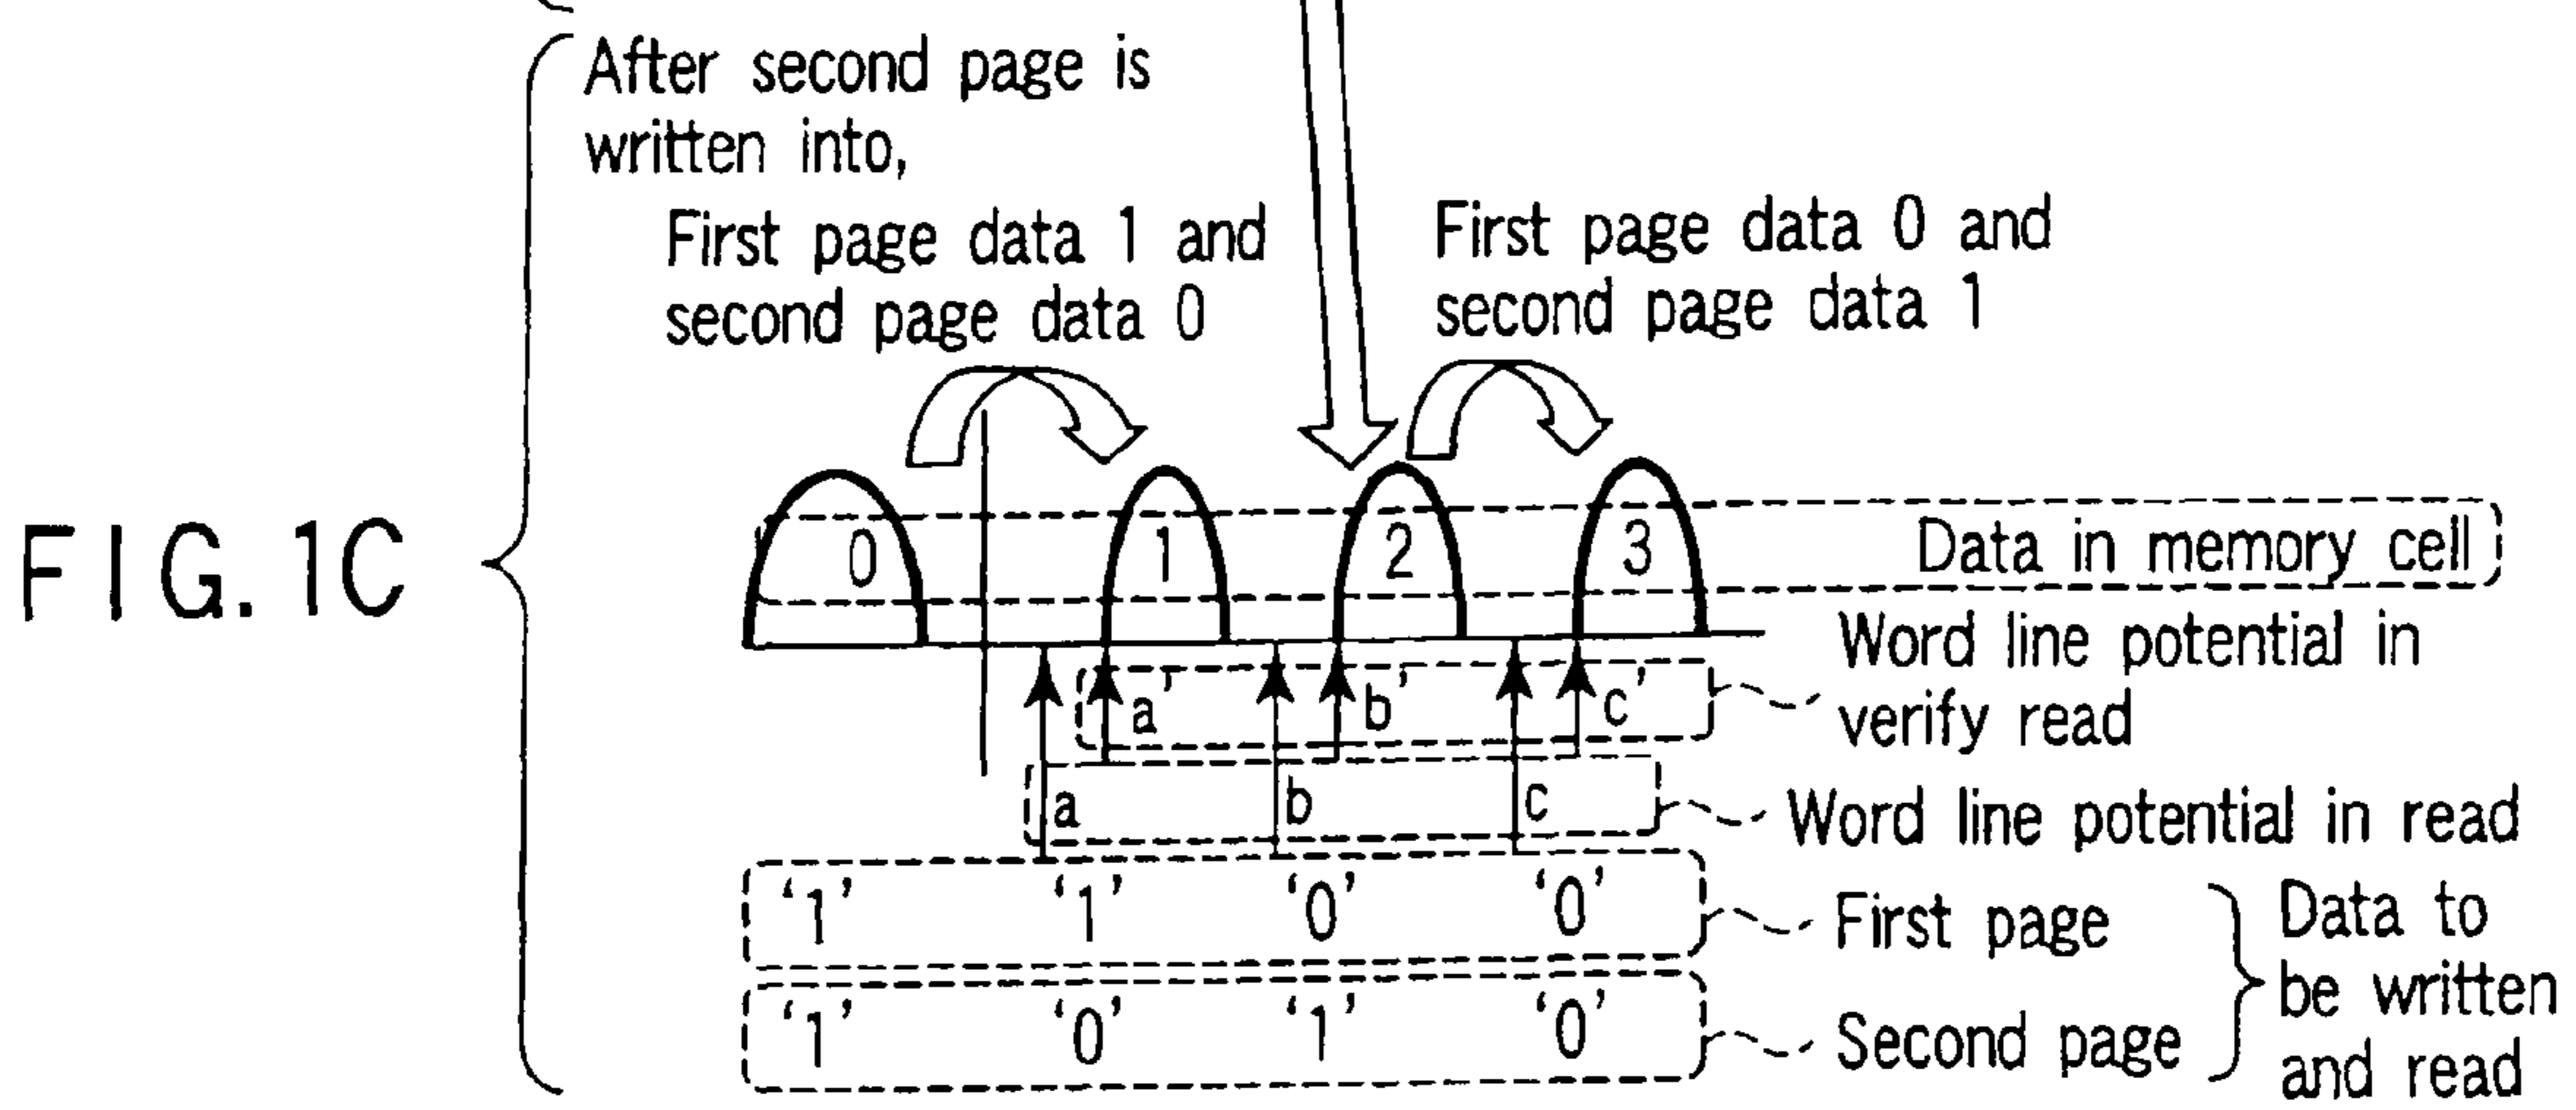 After second page is
written into,
First page data 1 and
second page data 0
First page data 0 and
second page data 1
FIG. 1C
0 1 2 3 Data in memory cell
a' b' c' Word line potential in
verify read
a b c Word line potential in read
‘1’ ‘1’ ‘0’ ‘0’ First page
‘1’ ‘0’ ‘1’ ‘0’ Second page
Data to
be written
and read